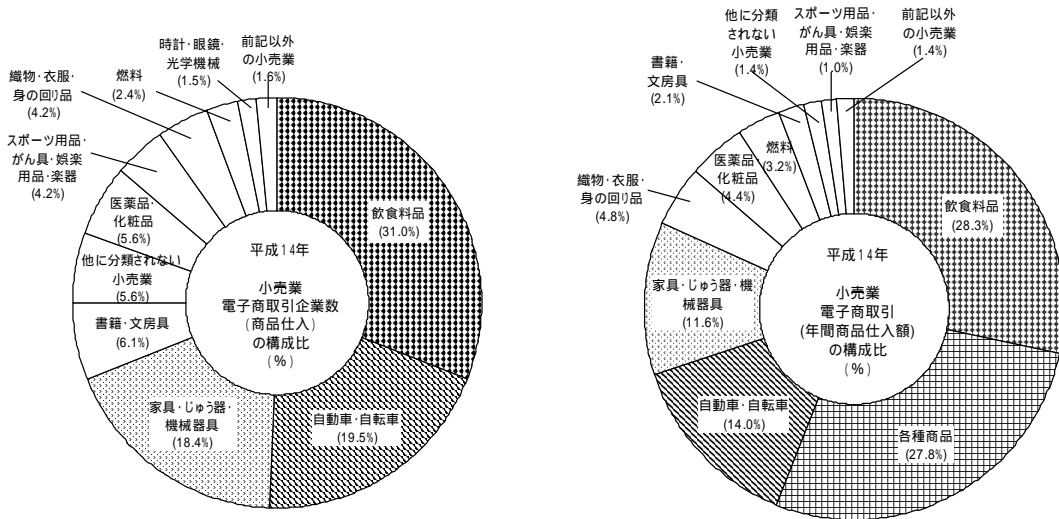 前記以外
の小売業
(1.6%)
時計・眼鏡・
光学機械
(1.5%)
燃料
(2.4%)
織物・衣服・
身の回り品
(4.2%)
スポーツ用品・
がん具・娯楽
用品・楽器
(4.2%)
医薬品・
化粧品
(5.6%)
他に分類されない
小売業
(5.6%)
書籍・文房具
(6.1%)
家具・じゅう器・
機械器具
(18.4%)
自動車・自転車
(19.5%)
飲食料品
(31.0%)
平成14年
小売業
電子商取引企業数
(商品仕入)
の構成比
(%)
前記以外
の小売業
(1.4%)
スポーツ用品・
がん具・娯楽
用品・楽器
(1.0%)
他に分類
されない
小売業
(1.4%)
書籍・
文房具
(2.1%)
燃料
(3.2%)
医薬品・
化粧品
(4.4%)
織物・衣服・
身の回り品
(4.8%)
家具・じゅう器・機
械器具
(11.6%)
自動車・自転車
(14.0%)
各種商品
(27.8%)
飲食料品
(28.3%)
平成14年
小売業
電子商取引
(年間商品仕入額)
の構成比
(%)